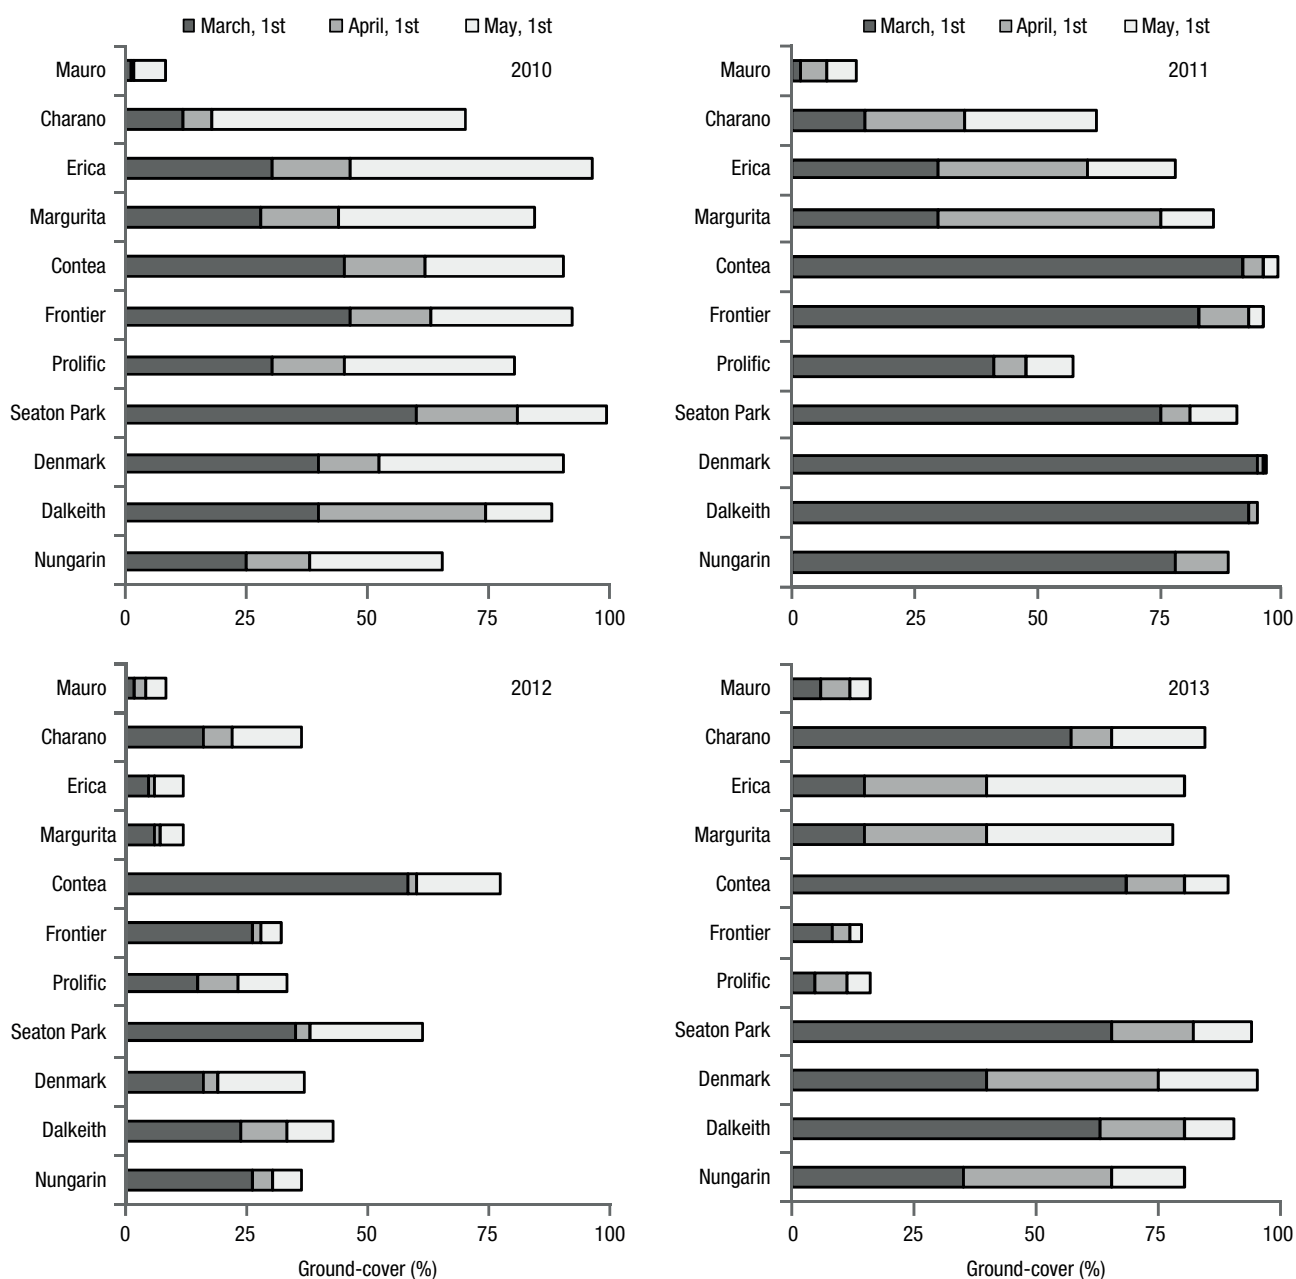 March, 1st April, 1st May, 1st
2010
Mauro
Charano
Erica
Margurita
Contea
Frontier
Prolific
Seaton Park
Denmark
Dalkeith
Nungarin
0 25 50 75 100
March, 1st April, 1st May, 1st
2011
Mauro
Charano
Erica
Margurita
Contea
Frontier
Prolific
Seaton Park
Denmark
Dalkeith
Nungarin
0 25 50 75 100
2012
Mauro
Charano
Erica
Margurita
Contea
Frontier
Prolific
Seaton Park
Denmark
Dalkeith
Nungarin
0 25 50 75 100
Ground-cover (%)
2013
Mauro
Charano
Erica
Margurita
Contea
Frontier
Prolific
Seaton Park
Denmark
Dalkeith
Nungarin
0 25 50 75 100
Ground-cover (%)